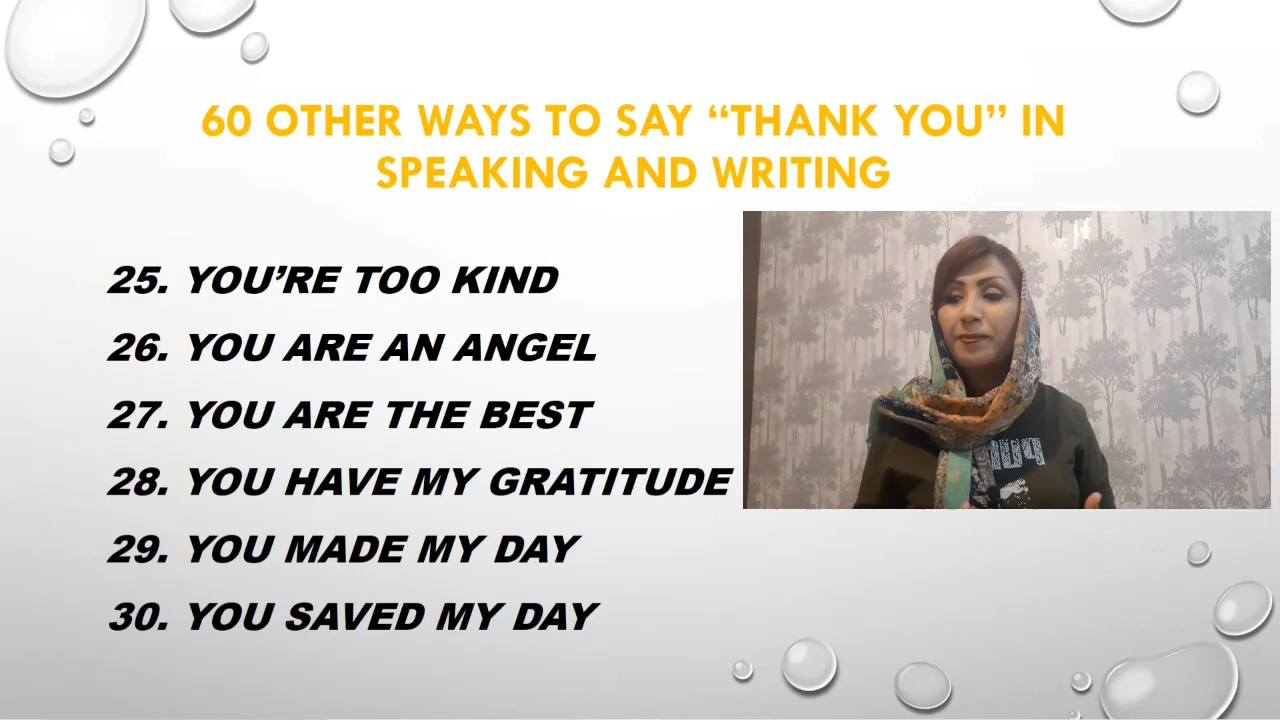 60 OTHER WAYS TO SAY “THANK YOU” IN
SPEAKING AND WRITING
25. YOU’RE TOO KIND
26. YOU ARE AN ANGEL
27. YOU ARE THE BEST
28. YOU HAVE MY GRATITUDE
29. YOU MADE MY DAY
30. YOU SAVED MY DAY